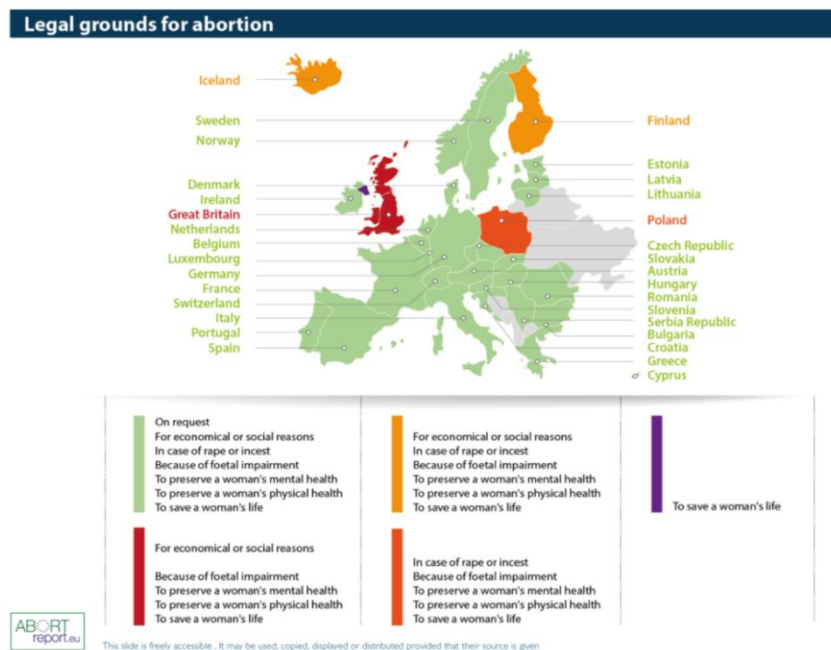 Legal grounds for abortion
Iceland
Sweden
Norway
Denmark
Ireland
Great Britain
Netherlands
Belgium
Luxembourg
Germany
France
Switzerland
Italy
Portugal
Spain
Finland
Estonia
Latvia
Lithuania
Poland
Czech Republic
Slovakia
Austria
Hungary
Romania
Slovenia
Serbia Republic
Bulgaria
Croatia
Greece
Cyprus
On request
For economical or social reasons
In case of rape or incest
Because of foetal impairment
To preserve a woman's mental health
To preserve a woman's physical health
To save a woman's life
For economical or social reasons
In case of rape or incest
Because of foetal impairment
To preserve a woman's mental health
To preserve a woman's physical health
To save a woman's life
To save a woman's life
For economical or social reasons
Because of foetal impairment
To preserve a woman's mental health
To preserve a woman's physical health
To save a woman's life
In case of rape or incest
Because of foetal impairment
To preserve a woman's mental health
To preserve a woman's physical health
To save a woman's life
ABORT
report.eu
This slide is freely accessible . It may be used, copied, displayed or distributed provided that their source is given